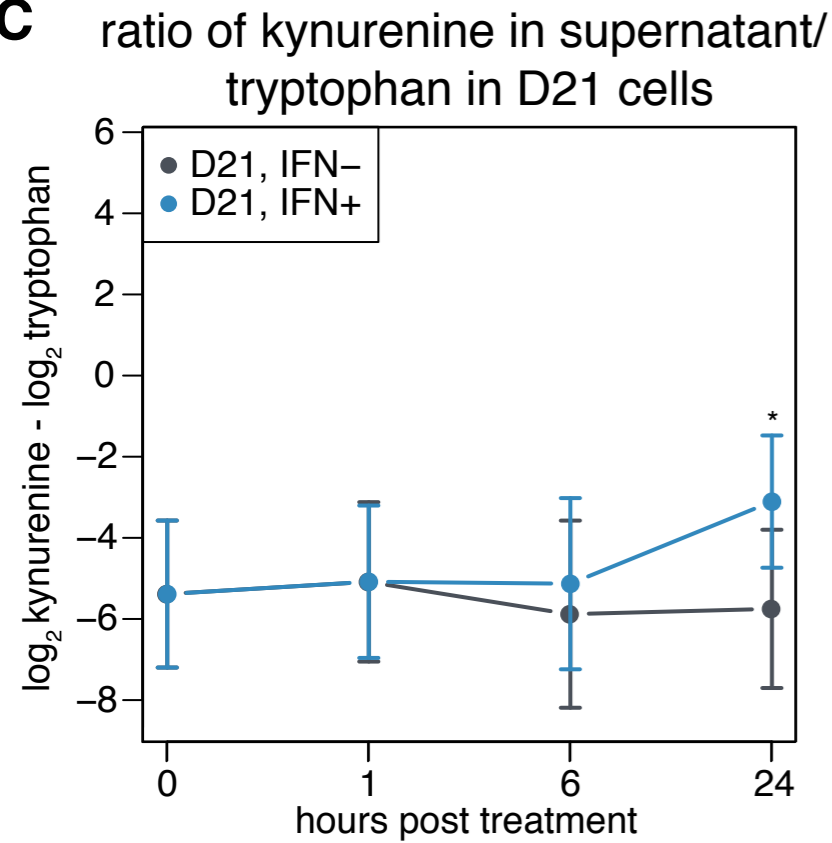 C
ratio of kynurenine in supernatant/
tryptophan in D21 cells
D21, IFN−
D21, IFN+
log2 kynurenine - log2 tryptophan
6
4
2
0
−2
−4
−6
−8
*
0 1 6 24
hours post treatment